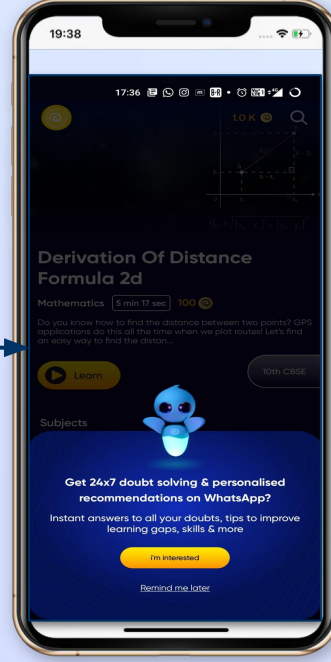 19:38
17:36
1.0 K
Derivation Of Distance
Formula 2d
Mathematics 5 min 17 sec 100
Do you know how to find the distance between two points? GPS
applications do this all the time when we plot routes! Let's find
an easy way to find the distan...
Learn
10th CBSE
Subjects
Get 24x7 doubt solving & personalised
recommendations on WhatsApp?
Instant answers to all your doubts, tips to improve
learning gaps, skills & more
I'm interested
Remind me later